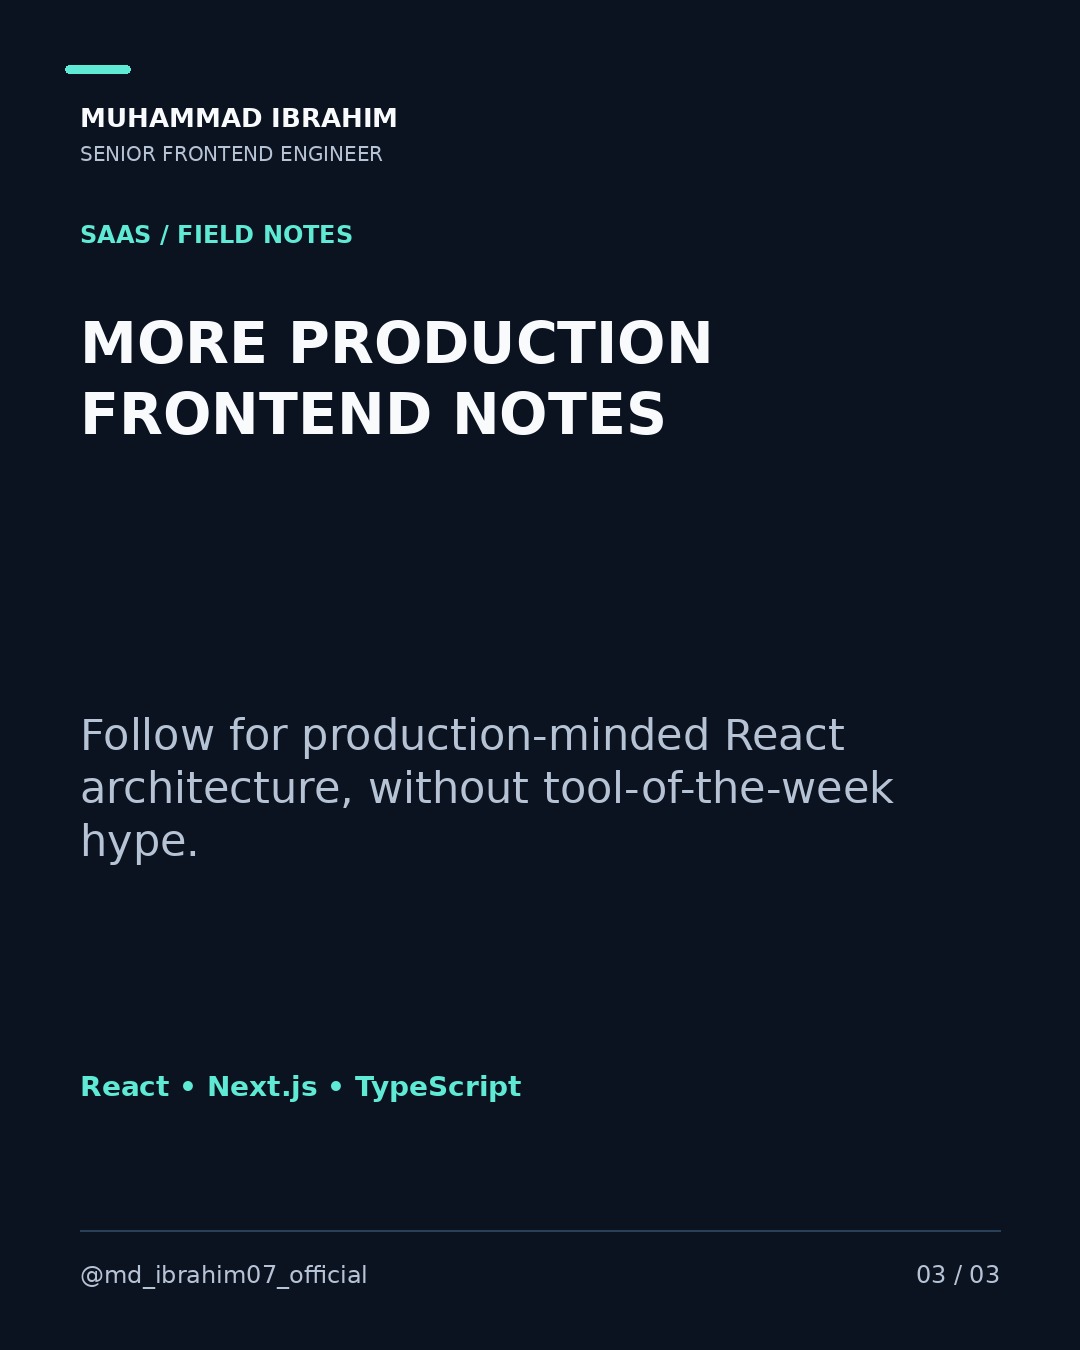 MUHAMMAD IBRAHIM
SENIOR FRONTEND ENGINEER
SAAS / FIELD NOTES
MORE PRODUCTION
FRONTEND NOTES
Follow for production-minded React
architecture, without tool-of-the-week
hype.
React • Next.js • TypeScript
@md_ibrahim07_official
03 / 03